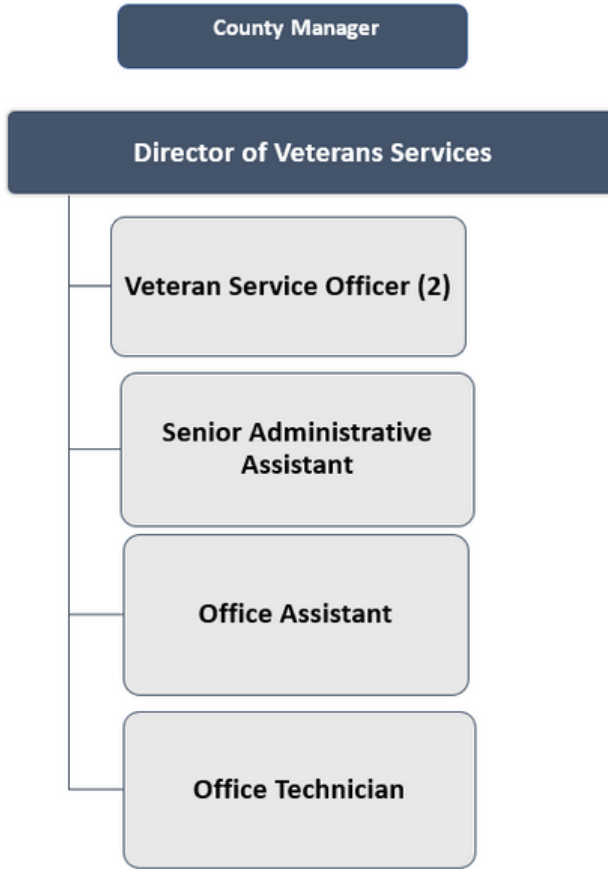 County Manager
Director of Veterans Services
Veteran Service Officer (2)
Senior Administrative
Assistant
Office Assistant
Office Technician